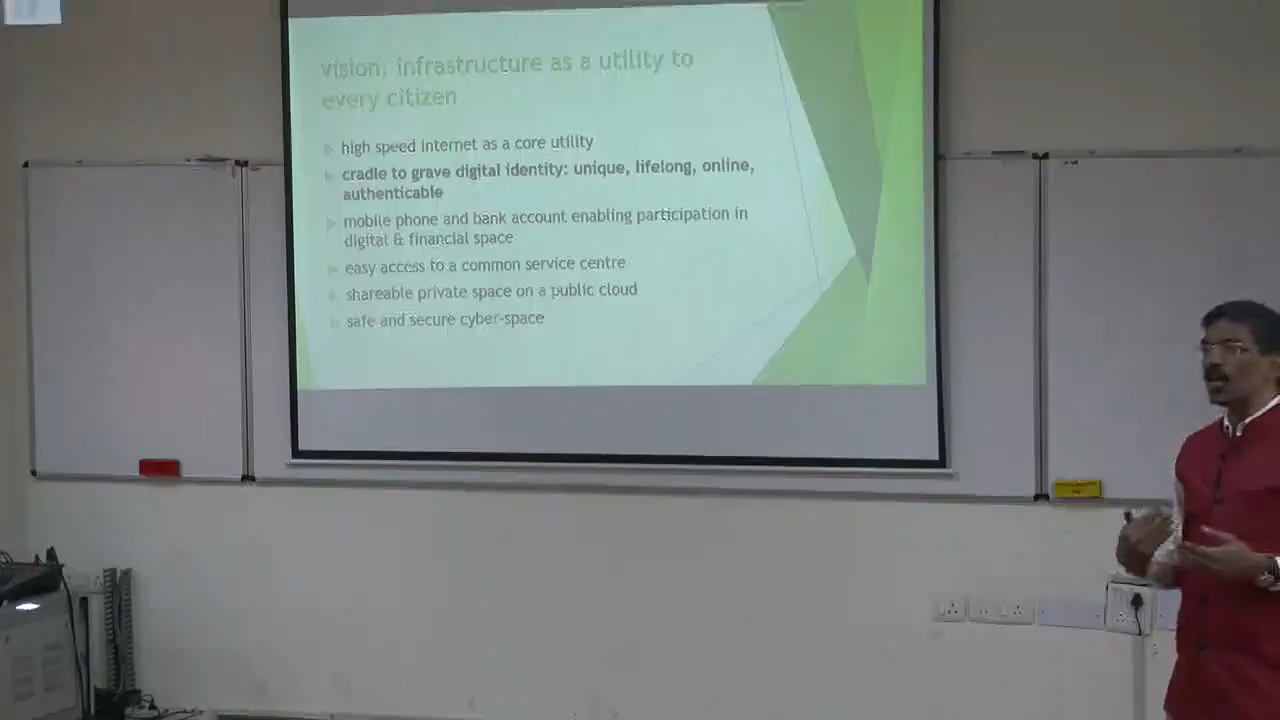 vision: infrastructure as a utility to
every citizen
high speed internet as a core utility
cradle to grave digital identity: unique, lifelong, online,
authenticable
mobile phone and bank account enabling participation in
digital & financial space
easy access to a common service centre
shareable private space on a public cloud
safe and secure cyber-space